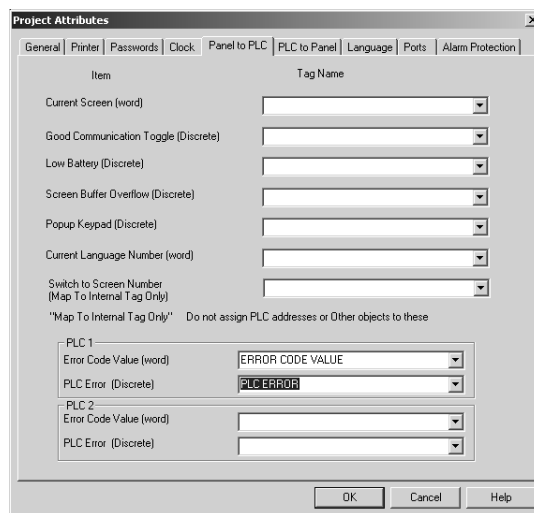 Project Attributes
General Printer Passwords Clock Panel to PLC PLC to Panel Language Ports Alarm Protection
Item Tag Name
Current Screen (word)
Good Communication Toggle (Discrete)
Low Battery (Discrete)
Screen Buffer Overflow (Discrete)
Popup Keypad (Discrete)
Current Language Number (word)
Switch to Screen Number
(Map To Internal Tag Only)
"Map To Internal Tag Only" Do not assign PLC addresses or Other objects to these
PLC 1
Error Code Value (word) ERROR CODE VALUE
PLC Error (Discrete) PLC ERROR
PLC 2
Error Code Value (word)
PLC Error (Discrete)
OK Cancel Help